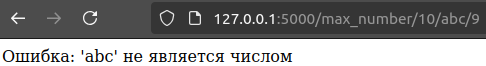 127.0.0.1:5000/max_number/10/abc/9
Ошибка: 'abc' не является числом